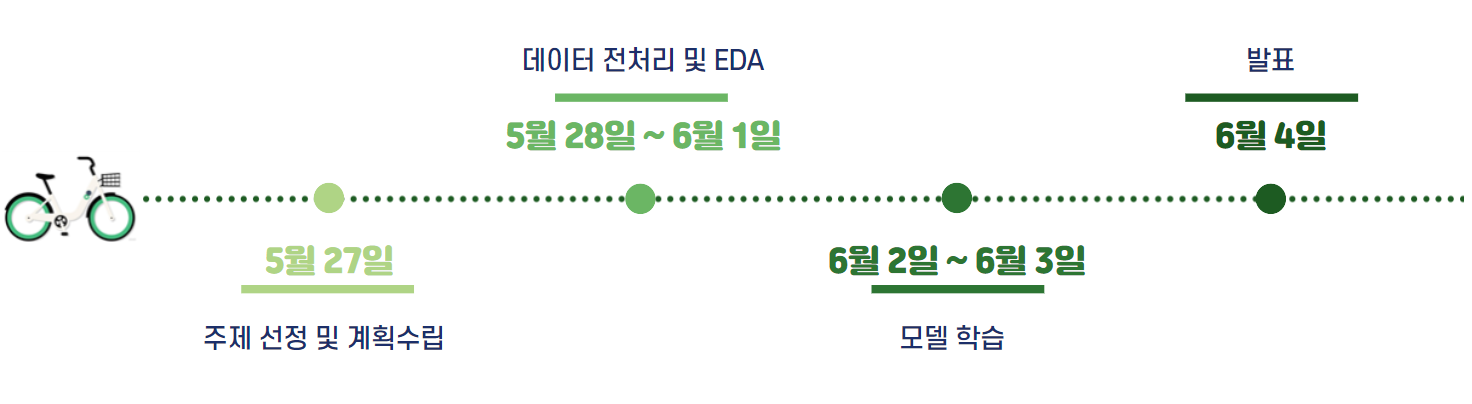 데이터 전처리 및 EDA
발표
5월 28일 ~ 6월 1일
6월 4일
5월 27일
6월 2일 ~ 6월 3일
주제 선정 및 계획수립
모델 학습